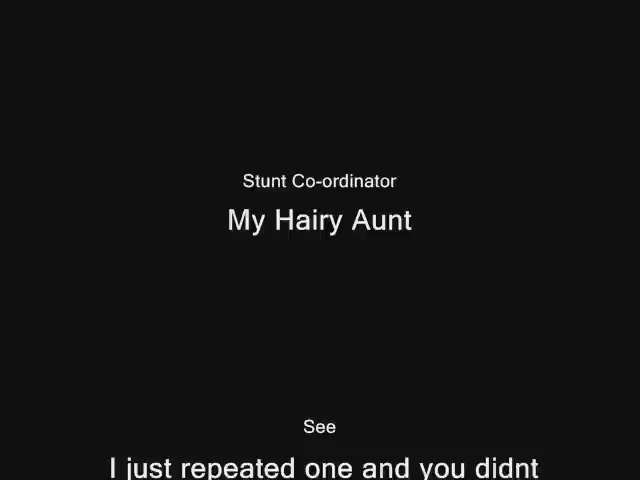 Stunt Co-ordinator
My Hairy Aunt
See
I just repeated one and you didnt